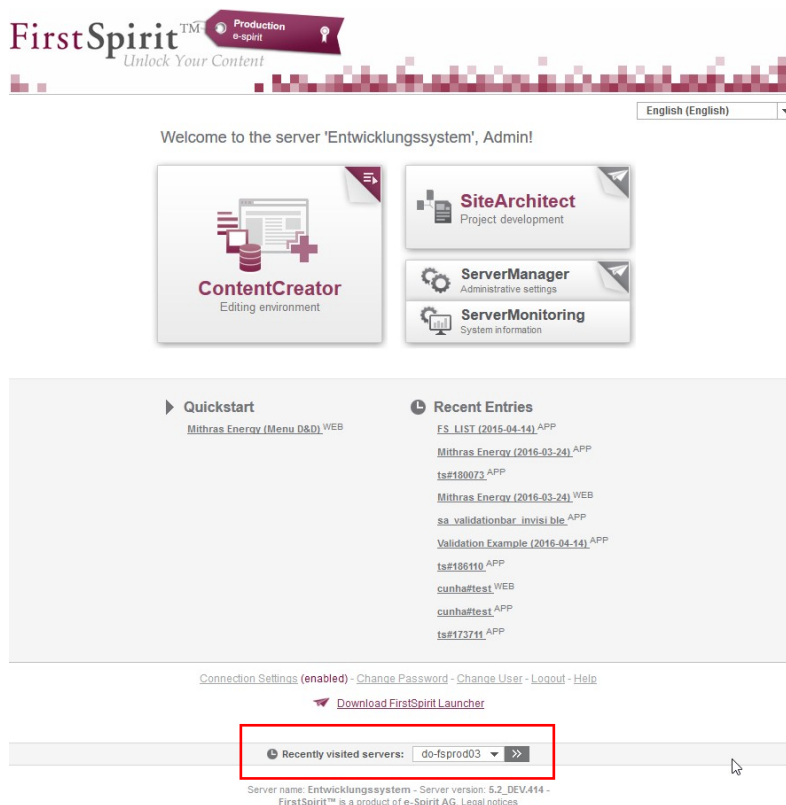 FirstSpirit™
Production
e-spirit
Unlock Your Content
English (English)
Welcome to the server 'Entwicklungssystem', Admin!
ContentCreator
Editing environment
SiteArchitect
Project development
ServerManager
Administrative settings
ServerMonitoring
System information
Quickstart
Mithras Energy (Menu D&D) WEB
Recent Entries
FS_LIST (2015-04-14) APP
Mithras Energy (2016-03-24) APP
ts#180073 APP
Mithras Energy (2016-03-24) WEB
sa_validationbar_invisi ble APP
Validation Example (2016-04-14) APP
ts#186110 APP
cunha#test WEB
cunha#test APP
ts#173711 APP
Connection Settings (enabled) - Change Password - Change User - Logout - Help
Download FirstSpirit Launcher
Recently visited servers: do-fsprod03 >>
Server name: Entwicklungssystem - Server version: 5.2_DEV.414 -
FirstSpirit™ is a product of e-Spirit AG. Legal notices